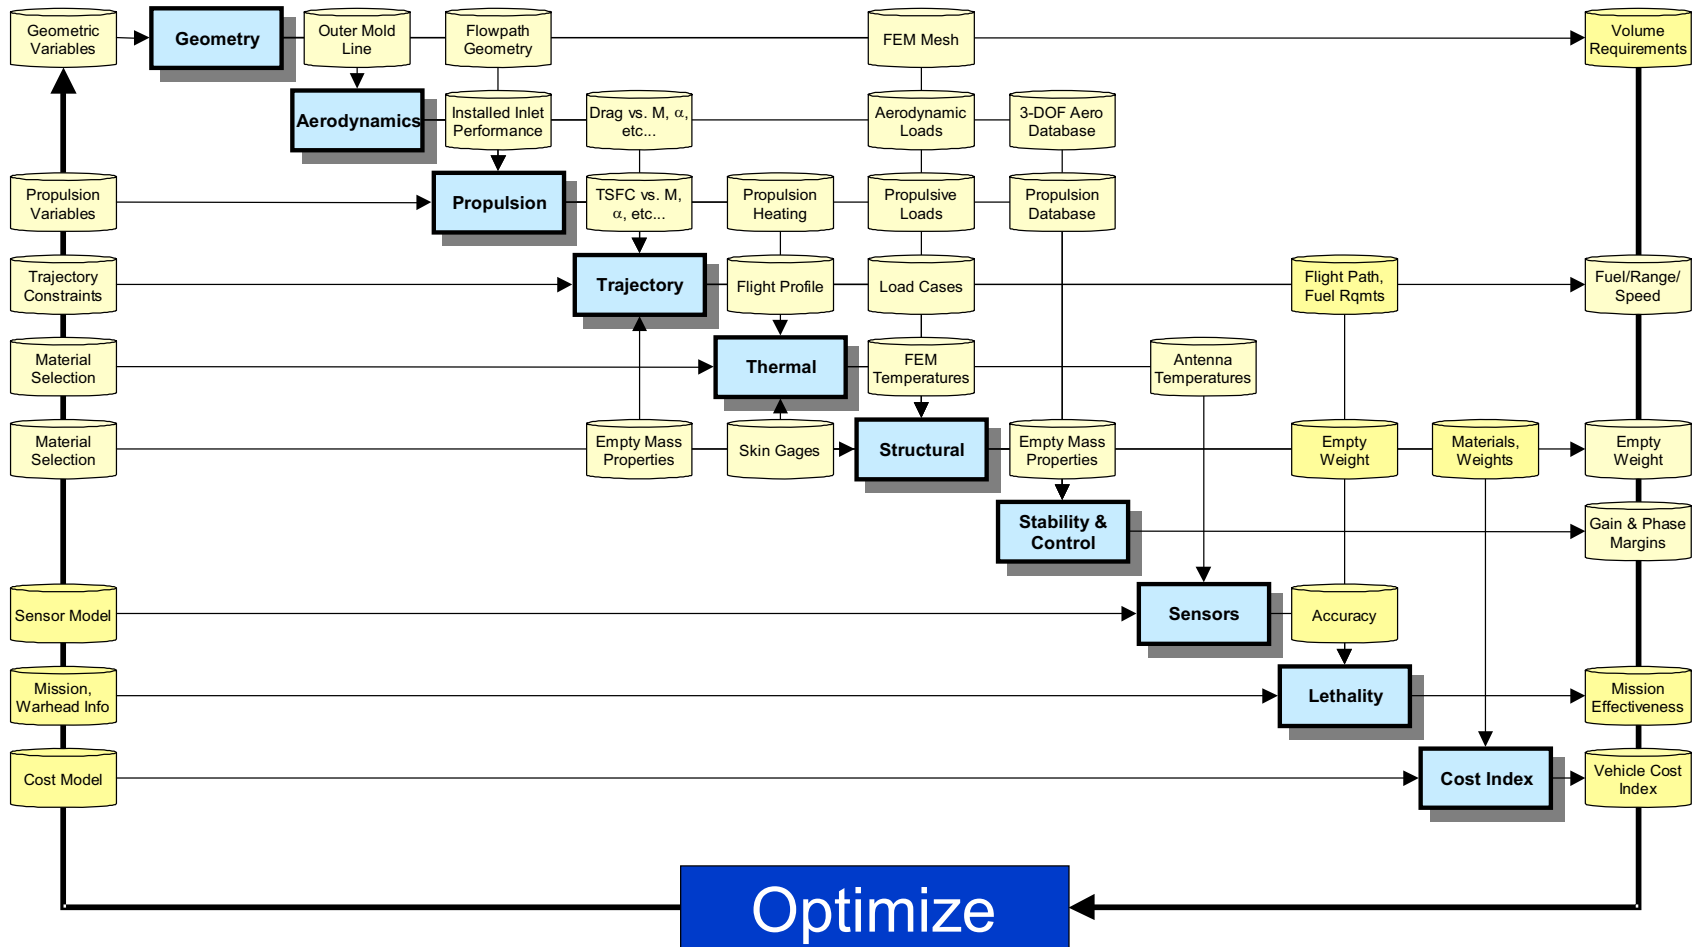 Geometric
Variables
Geometry
Outer Mold
Line
Flowpath
Geometry
FEM Mesh
Volume
Requirements
Aerodynamics
Installed Inlet
Performance
Drag vs. M, α,
etc...
Aerodynamic
Loads
3-DOF Aero
Database
Propulsion
Variables
Propulsion
TSFC vs. M,
α, etc...
Propulsion
Heating
Propulsive
Loads
Propulsion
Database
Trajectory
Constraints
Trajectory
Flight Profile
Load Cases
Flight Path,
Fuel Rqmts
Fuel/Range/
Speed
Material
Selection
Thermal
FEM
Temperatures
Antenna
Temperatures
Material
Selection
Empty Mass
Properties
Skin Gages
Structural
Empty Mass
Properties
Empty
Weight
Materials,
Weights
Empty
Weight
Stability &
Control
Gain & Phase
Margins
Sensor Model
Sensors
Accuracy
Mission,
Warhead Info
Lethality
Mission
Effectiveness
Cost Model
Cost Index
Vehicle Cost
Index
Optimize